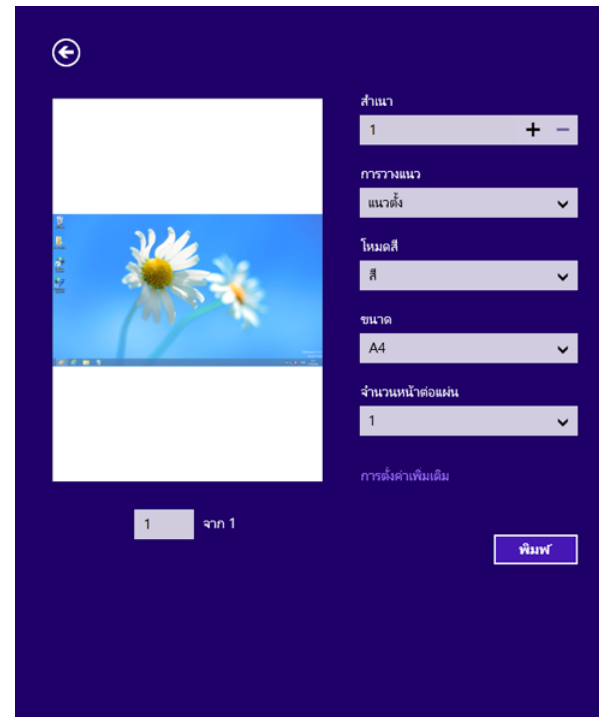 สำเนา
1
การวางแนว
แนวตั้ง
โหมดสี
สี
ขนาด
A4
จำนวนหน้าต่อแผ่น
1
การตั้งค่าเพิ่มเติม
1 จาก 1
พิมพ์